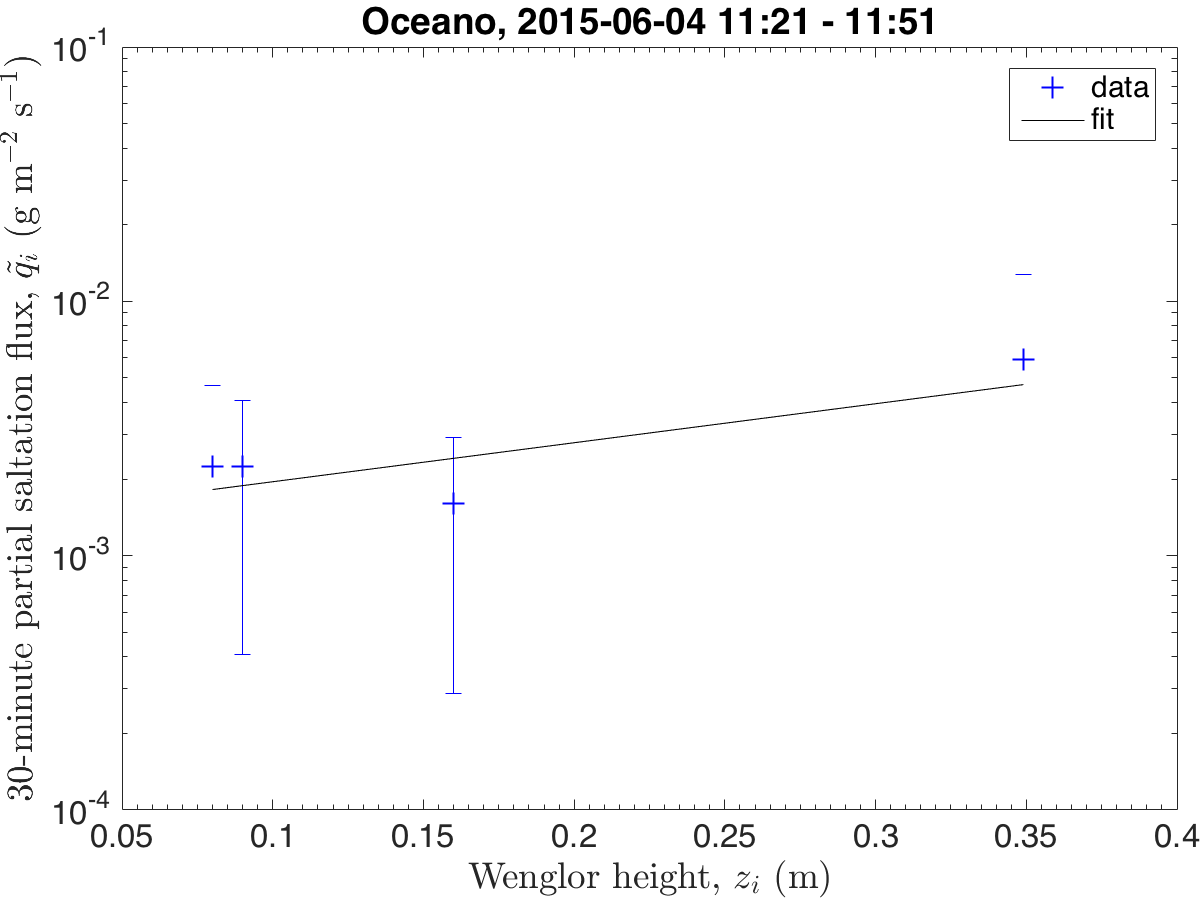 Oceano, 2015-06-04 11:21 - 11:51
30-minute partial saltation flux, q̃ᵢ (g m⁻² s⁻¹)
10⁻¹
10⁻²
10⁻³
10⁻⁴
data
fit
0.05 0.1 0.15 0.2 0.25 0.3 0.35 0.4
Wenglor height, zᵢ (m)